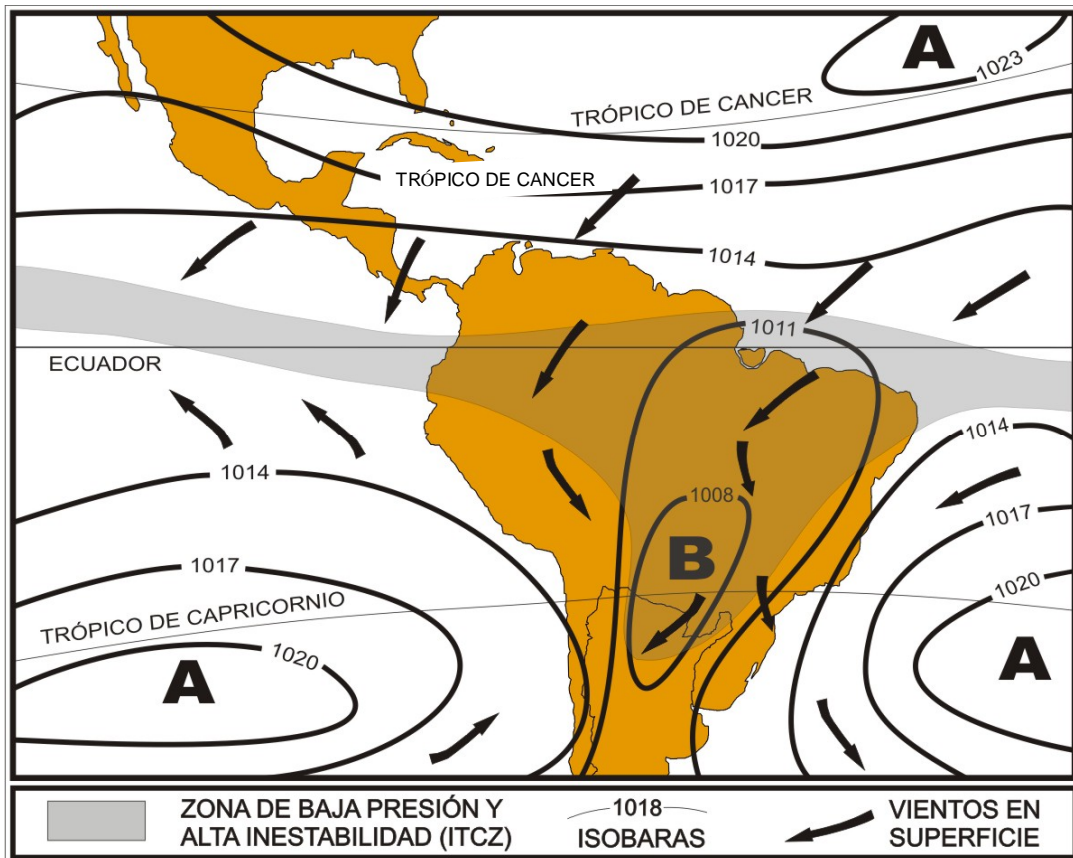 A
1023
TRÓPICO DE CANCER
1020
TRÓPICO DE CANCER
1017
1014
1011
ECUADOR
1014
1014
1008
1017
B
1017
1020
TRÓPICO DE CAPRICORNIO
1020
A
A
ZONA DE BAJA PRESIÓN Y
ALTA INESTABILIDAD (ITCZ)
1018
ISOBARAS
VIENTOS EN
SUPERFICIE